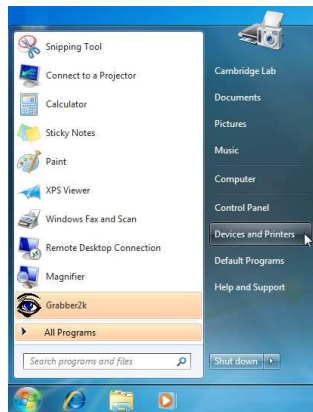 Snipping Tool
Connect to a Projector
Calculator
Sticky Notes
Paint
XPS Viewer
Windows Fax and Scan
Remote Desktop Connection
Magnifier
Grabber2k
All Programs
Search programs and files
Cambridge Lab
Documents
Pictures
Music
Computer
Control Panel
Devices and Printers
Default Programs
Help and Support
Shut down